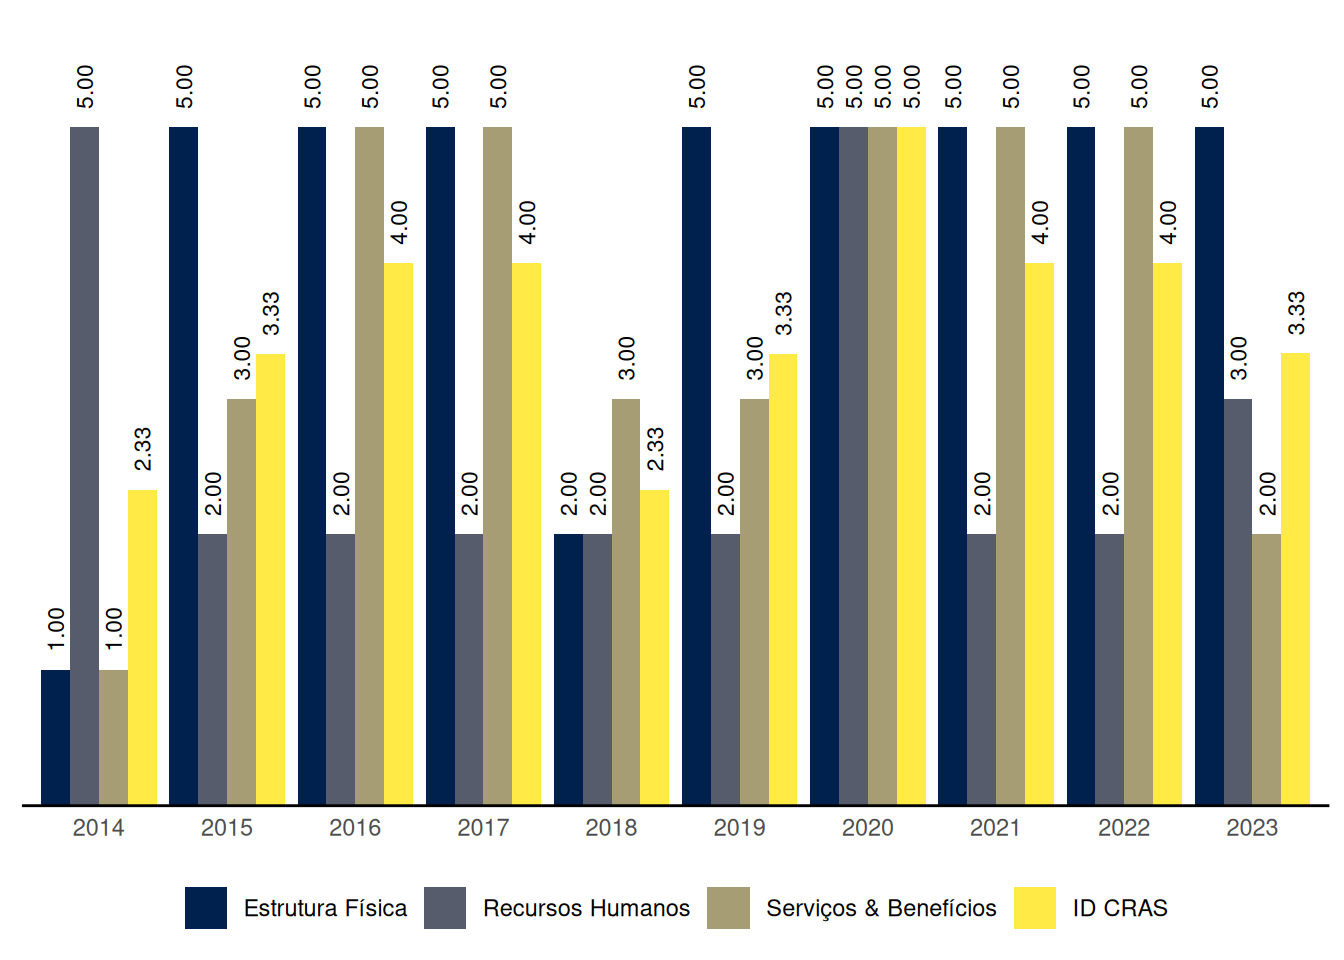 1.00 5.00 1.00 2.33 5.00 2.00 3.00 3.33 5.00 2.00 5.00 4.00 5.00 2.00 5.00 4.00 2.00 2.00 3.00 2.33 5.00 2.00 3.00 3.33 5.00 5.00 5.00 5.00 5.00 2.00 5.00 4.00 5.00 2.00 5.00 4.00 5.00 3.00 2.00 3.33
2014 2015 2016 2017 2018 2019 2020 2021 2022 2023
Estrutura Física Recursos Humanos Serviços & Benefícios ID CRAS